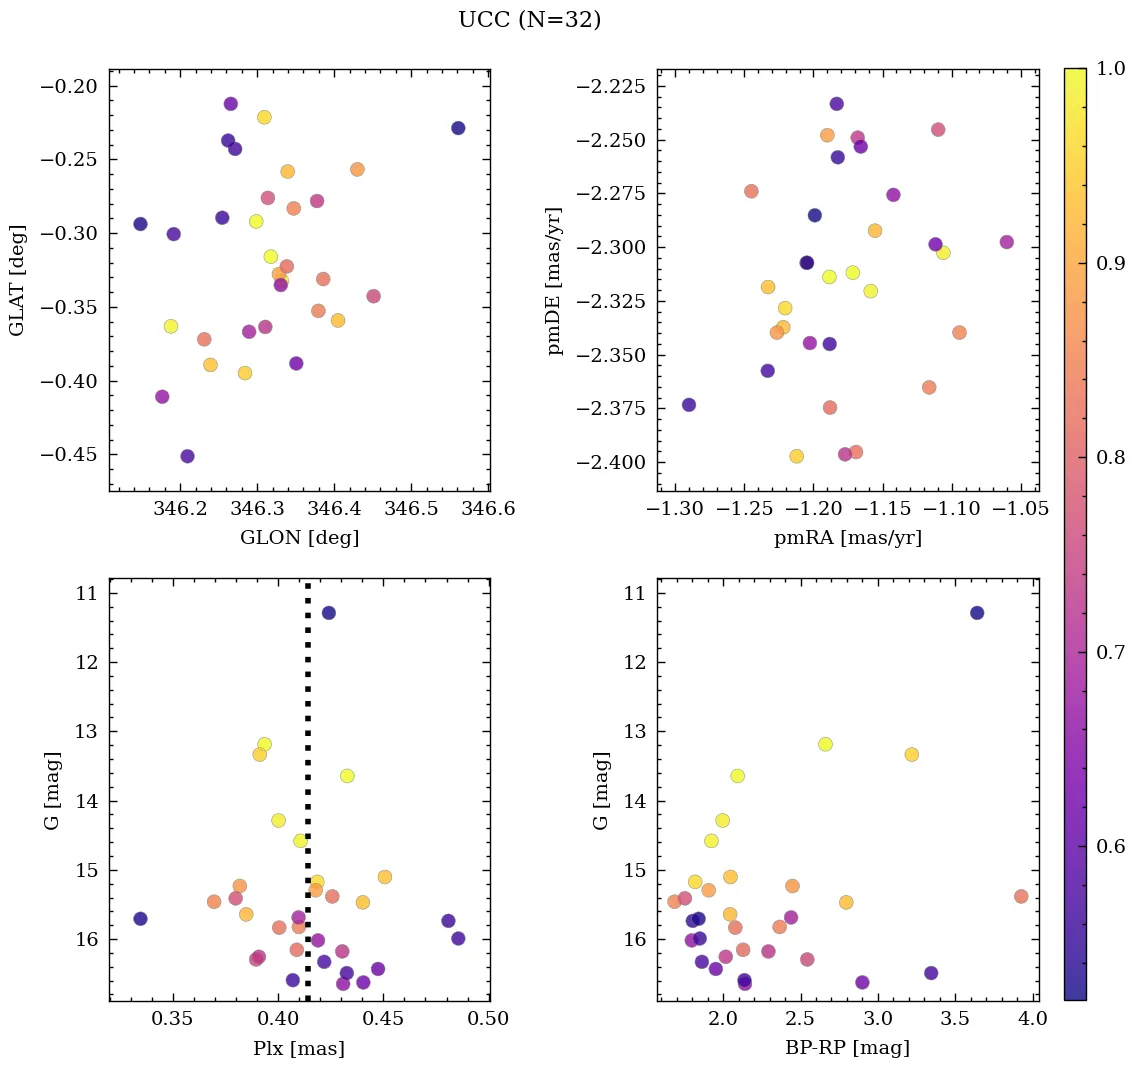 UCC (N=32)
−0.20
−0.25
−0.30
−0.35
−0.40
−0.45
GLAT [deg]
346.2 346.3 346.4 346.5 346.6
GLON [deg]
−2.225
−2.250
−2.275
−2.300
−2.325
−2.350
−2.375
−2.400
pmDE [mas/yr]
−1.30 −1.25 −1.20 −1.15 −1.10 −1.05
pmRA [mas/yr]
1.0
0.9
0.8
0.7
0.6
11
12
13
14
15
16
G [mag]
0.35 0.40 0.45 0.50
Plx [mas]
11
12
13
14
15
16
G [mag]
2.0 2.5 3.0 3.5 4.0
BP-RP [mag]